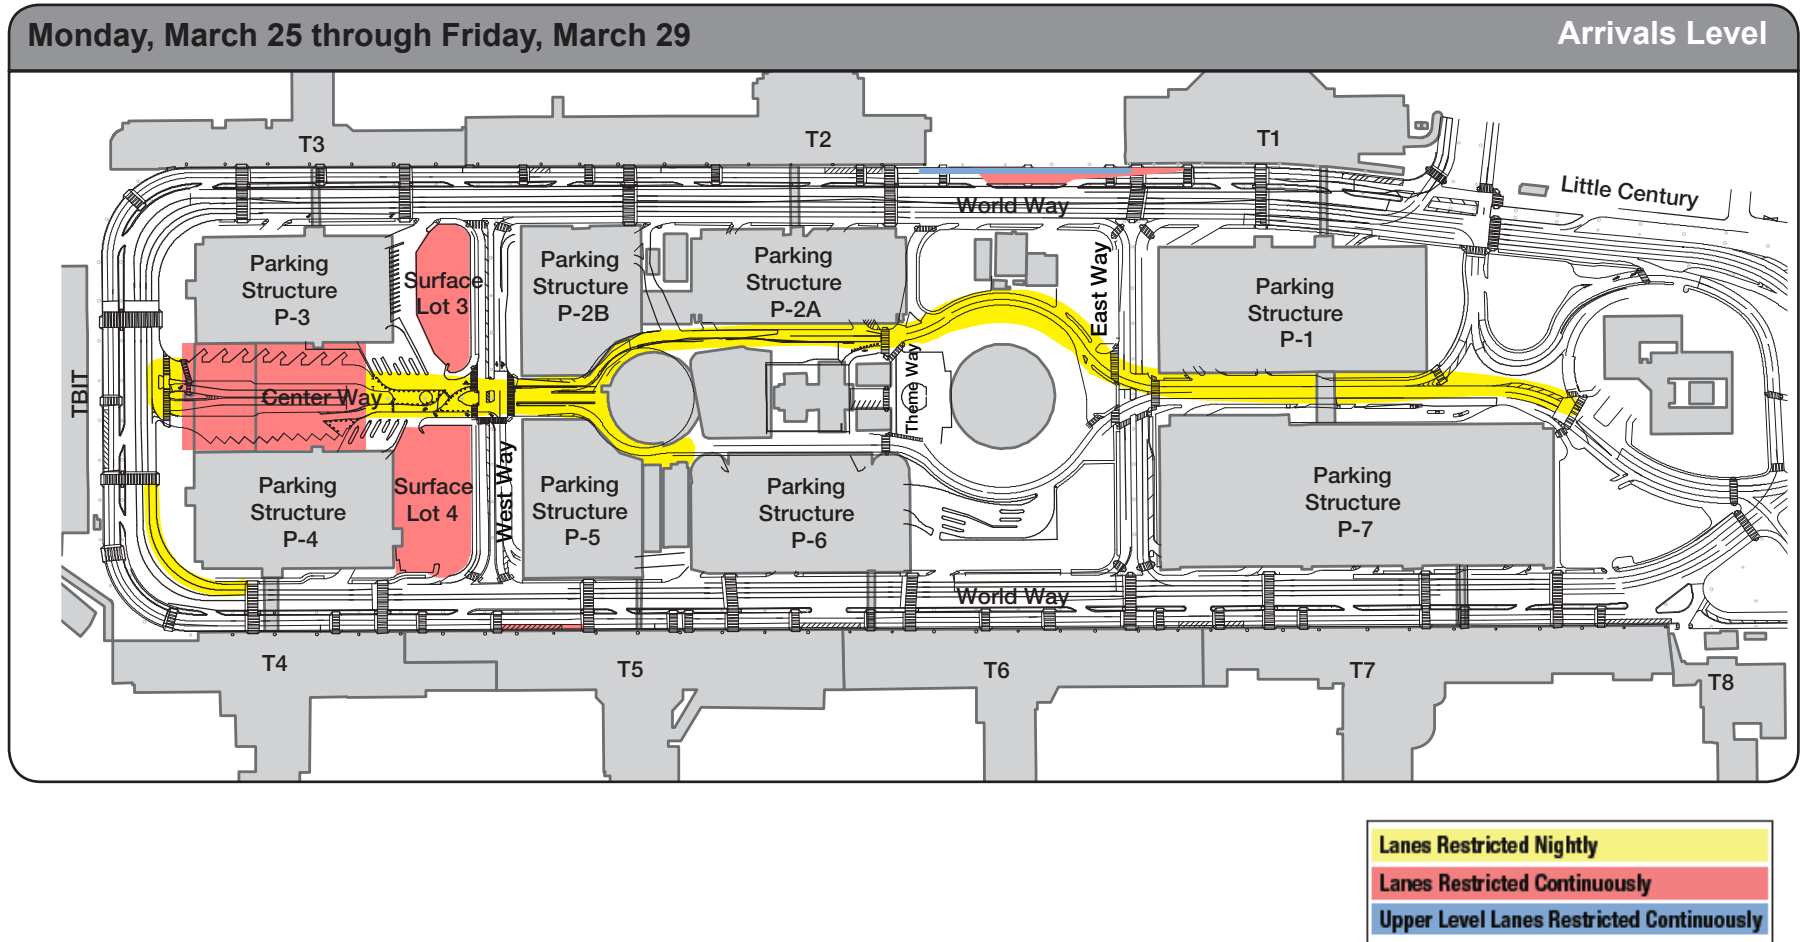 Monday, March 25 through Friday, March 29
Arrivals Level
T3
T2
T1
Little Century
World Way
Parking
Structure
P-3
Surface
Lot 3
Parking
Structure
P-2B
Parking
Structure
P-2A
East Way
Parking
Structure
P-1
TBIT
Center Way
Theme Way
West Way
Parking
Structure
P-4
Surface
Lot 4
Parking
Structure
P-5
Parking
Structure
P-6
Parking
Structure
P-7
World Way
T4
T5
T6
T7
T8
Lanes Restricted Nightly
Lanes Restricted Continuously
Upper Level Lanes Restricted Continuously